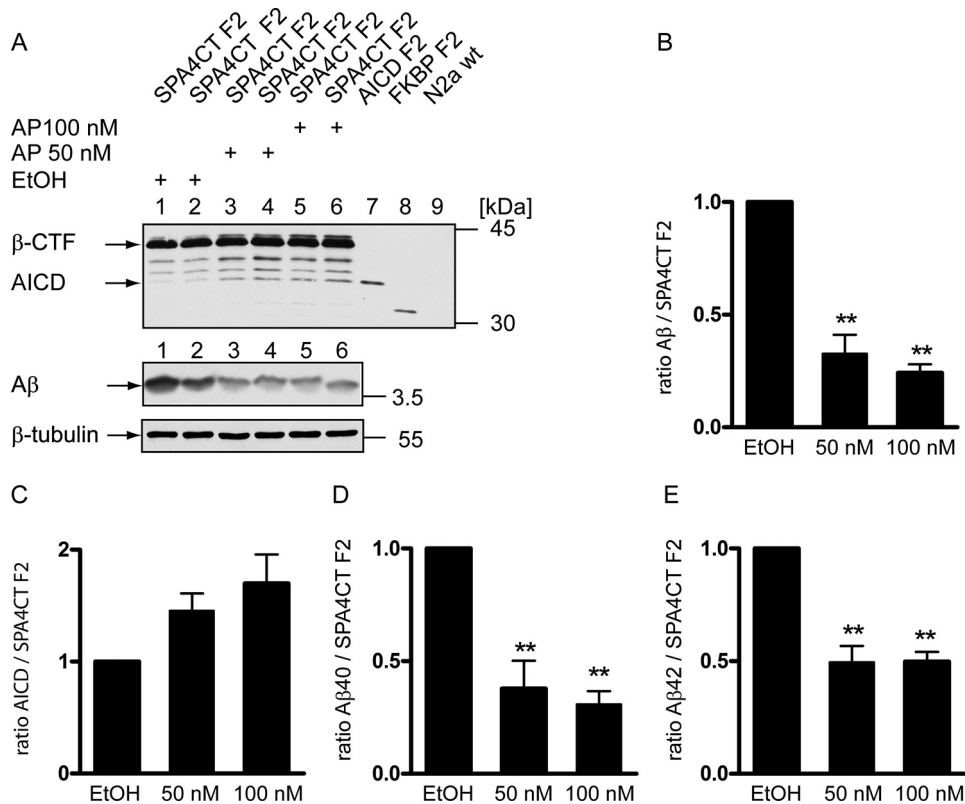 A
SPA4CT F2
SPA4CT F2
SPA4CT F2
SPA4CT F2
SPA4CT F2
SPA4CT F2
AICD F2
FKBP F2
N2a wt
AP100 nM + +
AP 50 nM + +
EtOH + +
1 2 3 4 5 6 7 8 9 [kDa]
β-CTF 45
AICD
30
1 2 3 4 5 6
Aβ 3.5
β-tubulin 55
B
ratio Aβ / SPA4CT F2
1.0
0.5
0.0
** **
EtOH 50 nM 100 nM
C
ratio AICD / SPA4CT F2
2
1
0
EtOH 50 nM 100 nM
D
ratio Aβ40 / SPA4CT F2
1.0
0.5
0.0
** **
EtOH 50 nM 100 nM
E
ratio Aβ42 / SPA4CT F2
1.0
0.5
0.0
** **
EtOH 50 nM 100 nM